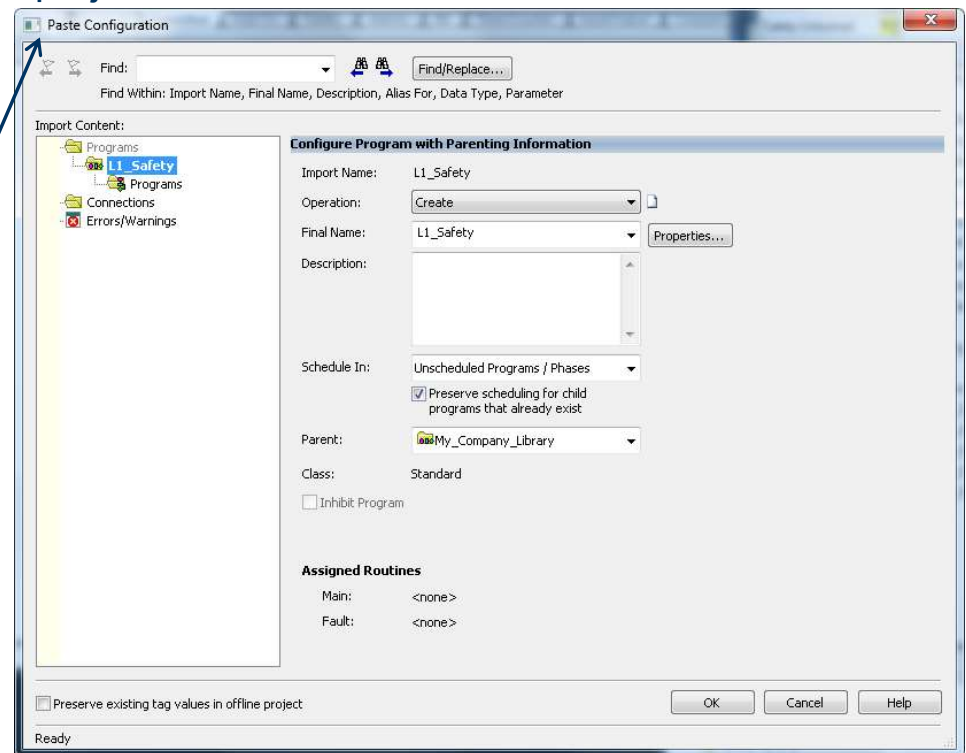 Paste Configuration
Find:
Find/Replace...
Find Within: Import Name, Final Name, Description, Alias For, Data Type, Parameter
Import Content:
Programs
L1_Safety
Programs
Connections
Errors/Warnings
Configure Program with Parenting Information
Import Name: L1_Safety
Operation: Create
Final Name: L1_Safety Properties...
Description:
Schedule In: Unscheduled Programs / Phases
Preserve scheduling for child
programs that already exist
Parent: My_Company_Library
Class: Standard
Inhibit Program
Assigned Routines
Main: <none>
Fault: <none>
Preserve existing tag values in offline project
OK Cancel Help
Ready